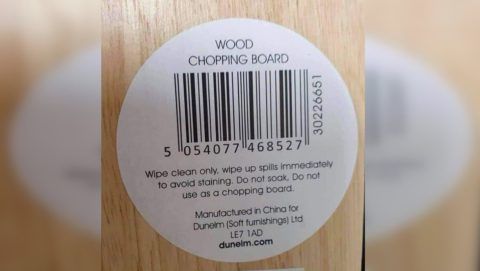 WOOD
CHOPPING BOARD
30226651
5 054077 468527
Wipe clean only, wipe up spills immediately
to avoid staining. Do not soak. Do not
use as a chopping board.
Manufactured in China for
Dunelm (Soft furnishings) Ltd
LE7 1AD
dunelm.com